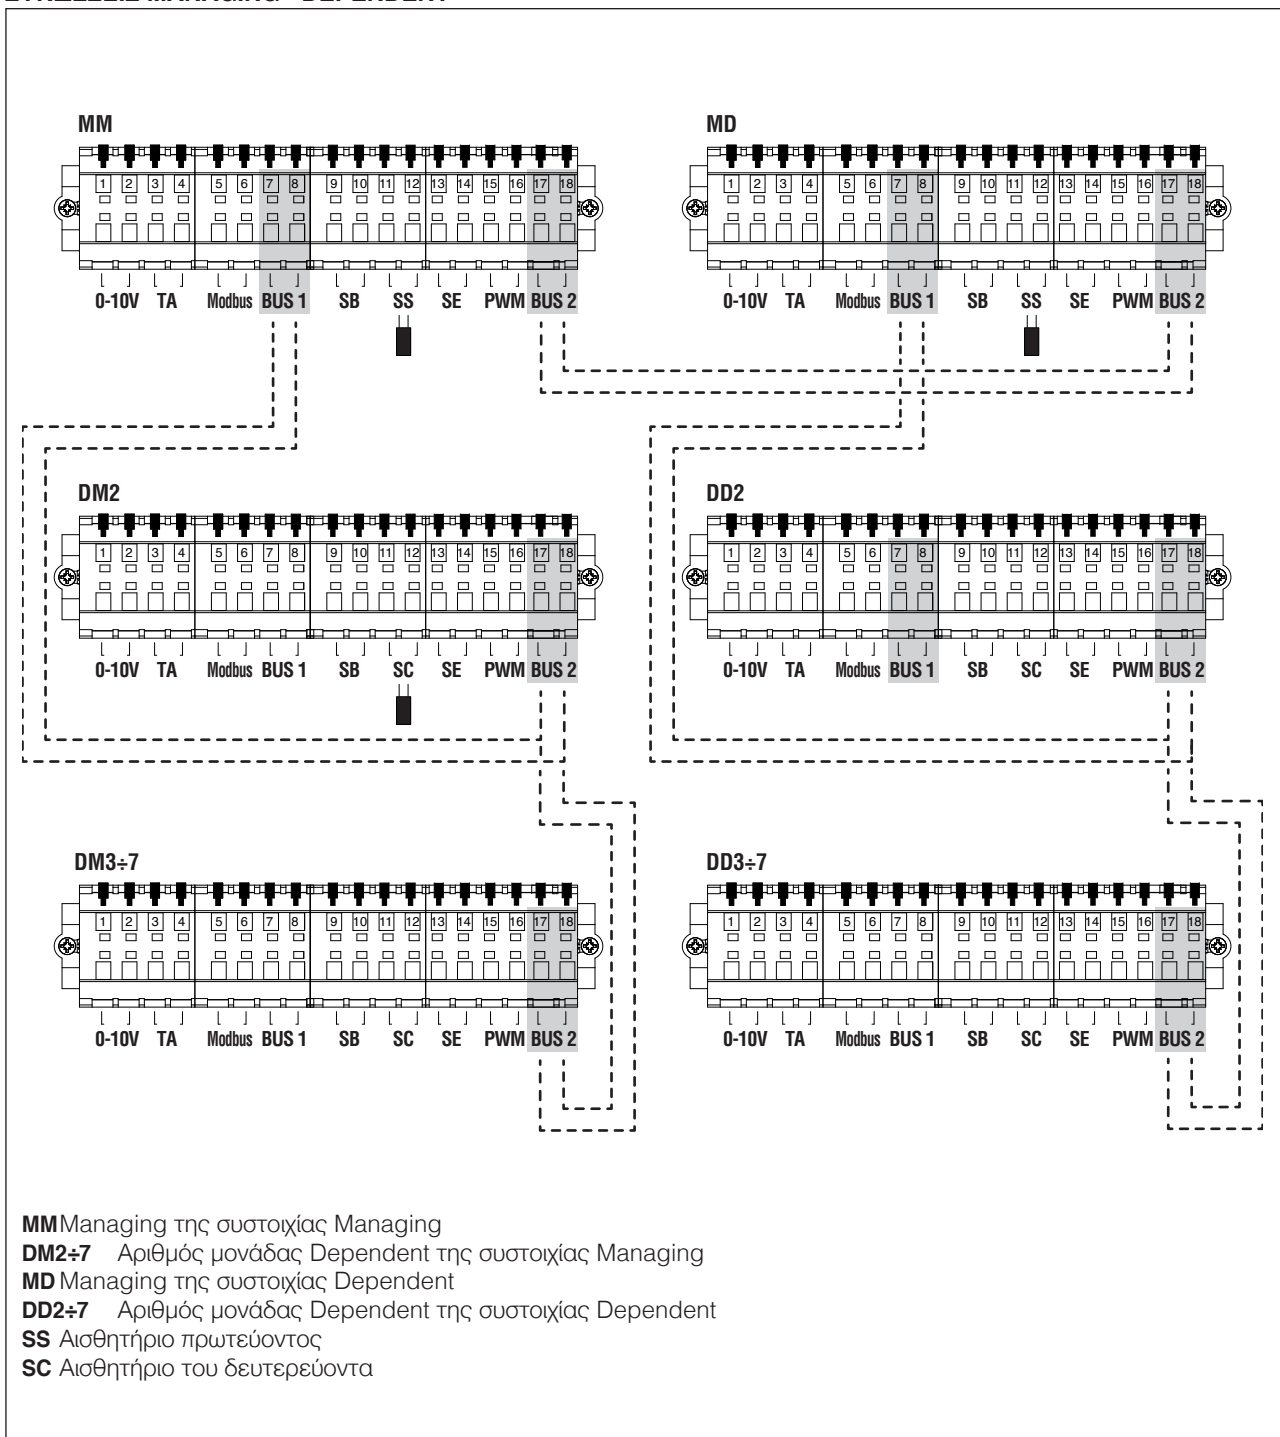 MM MD
1 2 3 4 5 6 7 8 9 10 11 12 13 14 15 16 17 18 1 2 3 4 5 6 7 8 9 10 11 12 13 14 15 16 17 18
0-10V TA Modbus BUS 1 SB SS SE PWM BUS 2 0-10V TA Modbus BUS 1 SB SS SE PWM BUS 2
DM2 DD2
1 2 3 4 5 6 7 8 9 10 11 12 13 14 15 16 17 18 1 2 3 4 5 6 7 8 9 10 11 12 13 14 15 16 17 18
0-10V TA Modbus BUS 1 SB SC SE PWM BUS 2 0-10V TA Modbus BUS 1 SB SC SE PWM BUS 2
DM3÷7 DD3÷7
1 2 3 4 5 6 7 8 9 10 11 12 13 14 15 16 17 18 1 2 3 4 5 6 7 8 9 10 11 12 13 14 15 16 17 18
0-10V TA Modbus BUS 1 SB SC SE PWM BUS 2 0-10V TA Modbus BUS 1 SB SC SE PWM BUS 2
MM Managing της συστοιχίας Managing
DM2÷7 Αριθμός μονάδας Dependent της συστοιχίας Managing
MD Managing της συστοιχίας Dependent
DD2÷7 Αριθμός μονάδας Dependent της συστοιχίας Dependent
SS Αισθητήριο πρωτεύοντος
SC Αισθητήριο του δευτερεύοντα